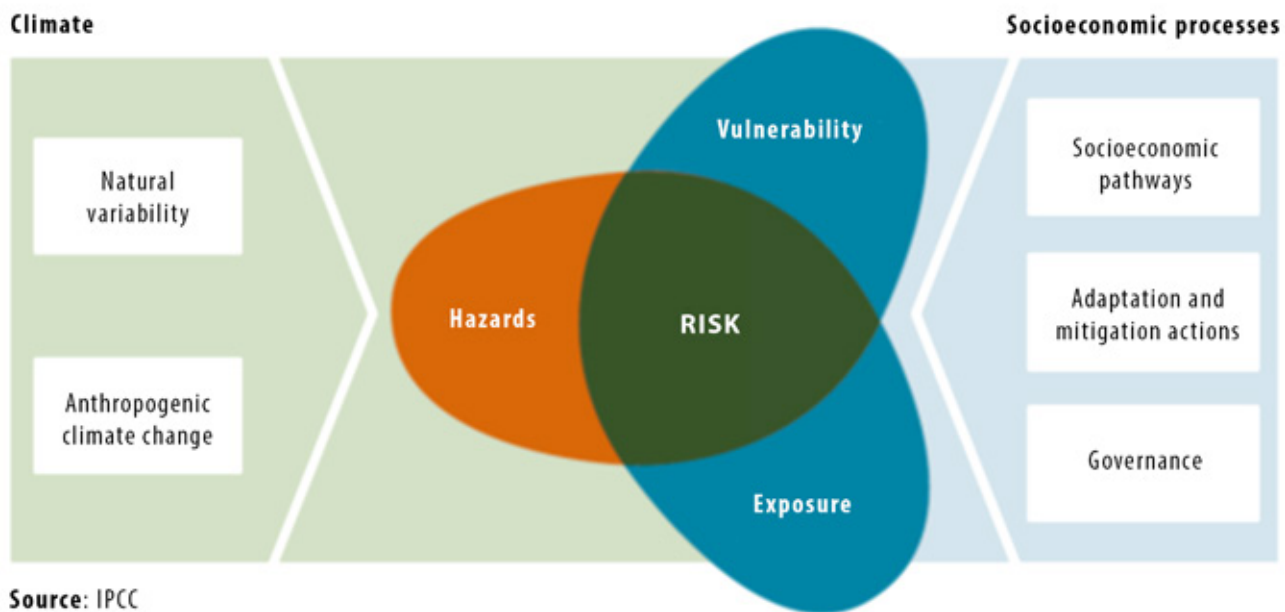 Climate
Socioeconomic processes
Natural
variability
Anthropogenic
climate change
Hazards
RISK
Vulnerability
Exposure
Socioeconomic
pathways
Adaptation and
mitigation actions
Governance
Source: IPCC